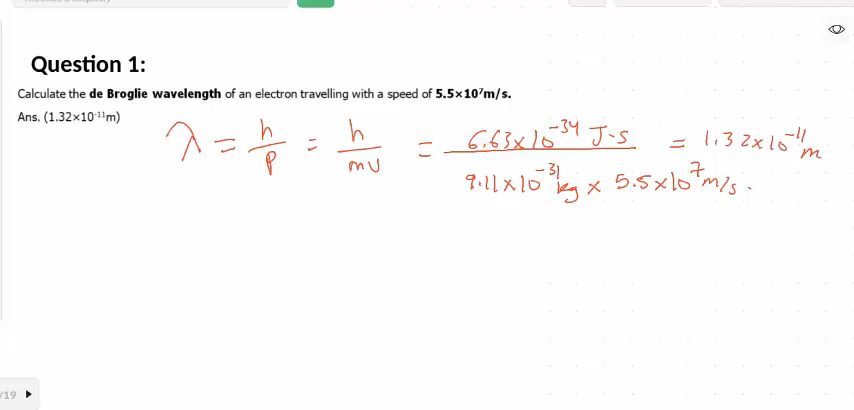 Question 1:
Calculate the de Broglie wavelength of an electron travelling with a speed of 5.5×10⁷m/s.
Ans. (1.32×10⁻¹¹m)
λ = h/p = h/mv = 6.63×10⁻³⁴ J-s / 9.11×10⁻³¹ kg × 5.5×10⁷ m/s. = 1.32×10⁻¹¹ m
/19